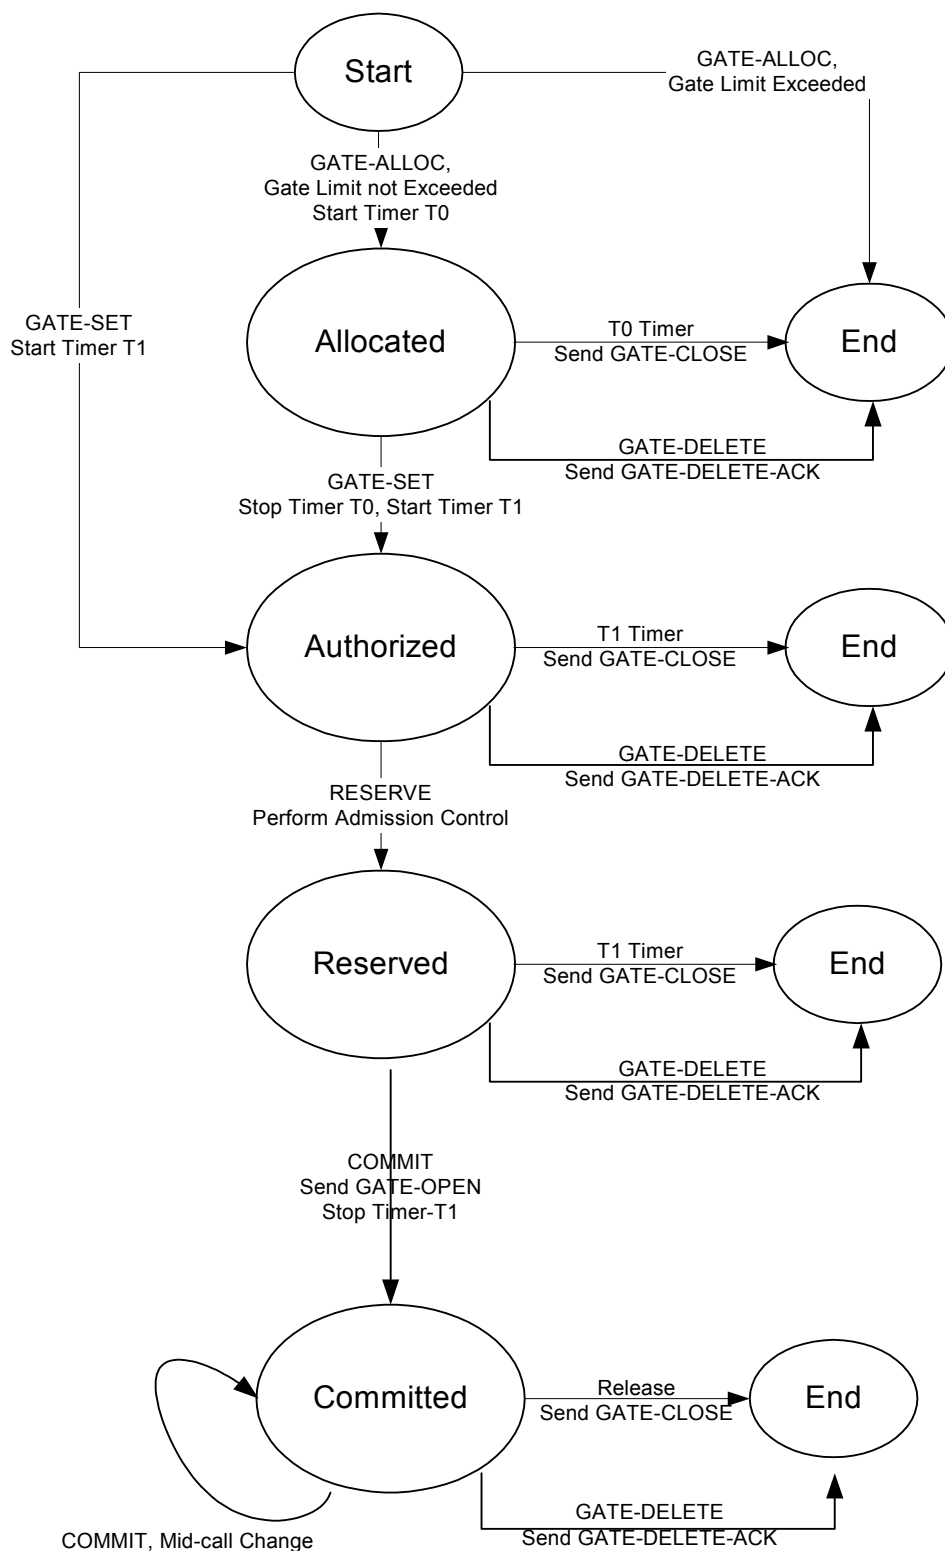 Start
GATE-ALLOC,
Gate Limit Exceeded
GATE-ALLOC,
Gate Limit not Exceeded
Start Timer T0
GATE-SET
Start Timer T1
Allocated
T0 Timer
Send GATE-CLOSE
End
GATE-DELETE
Send GATE-DELETE-ACK
GATE-SET
Stop Timer T0, Start Timer T1
Authorized
T1 Timer
Send GATE-CLOSE
End
GATE-DELETE
Send GATE-DELETE-ACK
RESERVE
Perform Admission Control
Reserved
T1 Timer
Send GATE-CLOSE
End
GATE-DELETE
Send GATE-DELETE-ACK
COMMIT
Send GATE-OPEN
Stop Timer-T1
Committed
Release
Send GATE-CLOSE
End
GATE-DELETE
Send GATE-DELETE-ACK
COMMIT, Mid-call Change